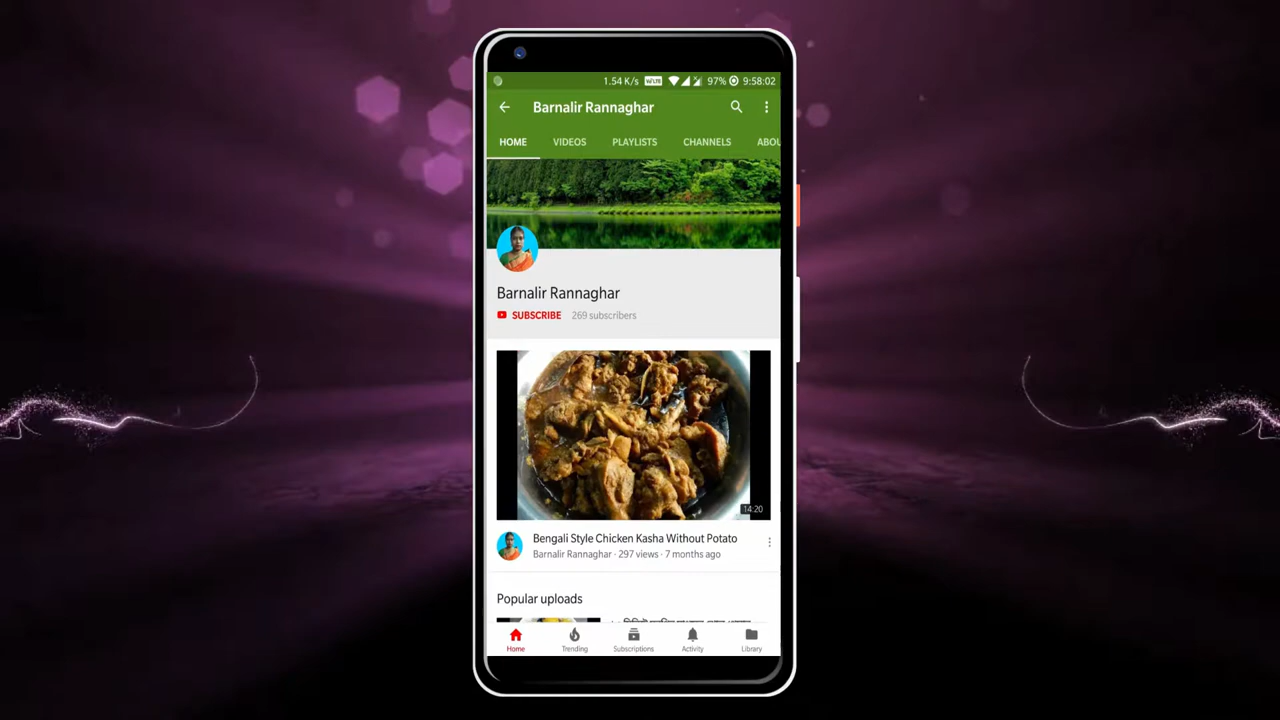 1.54 K/s VoLTE 97% 9:58:02
Barnalir Rannaghar
HOME VIDEOS PLAYLISTS CHANNELS ABOU
Barnalir Rannaghar
SUBSCRIBE 269 subscribers
14:20
Bengali Style Chicken Kasha Without Potato
Barnalir Rannaghar · 297 views · 7 months ago
Popular uploads
Home Trending Subscriptions Activity Library